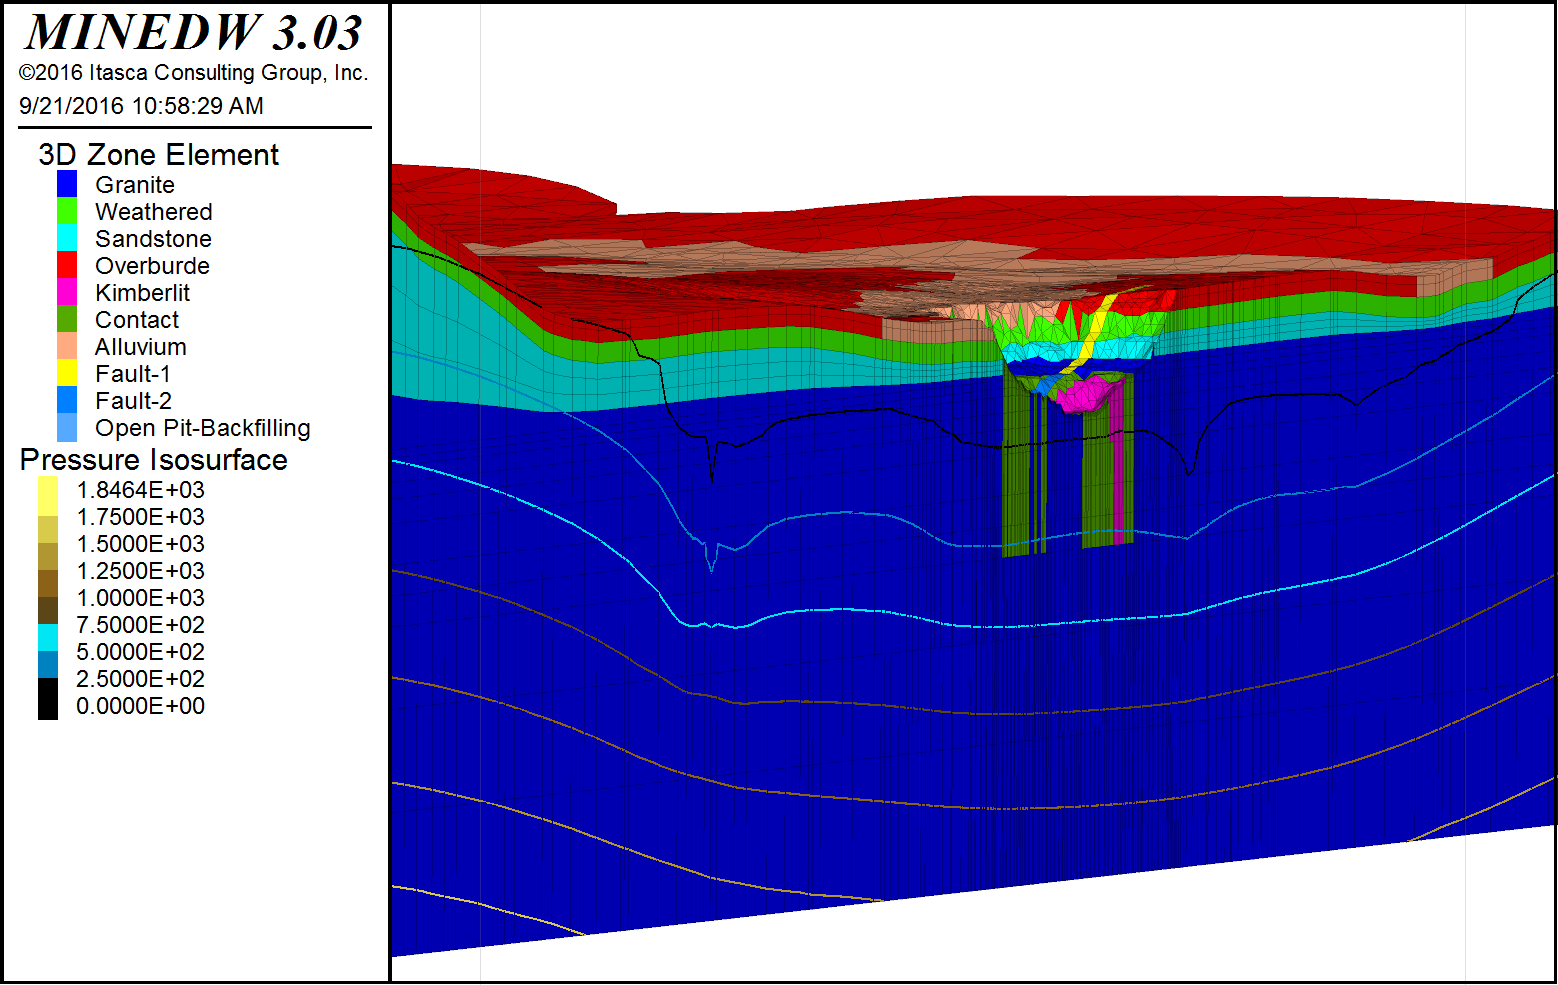 MINEDW 3.03
©2016 Itasca Consulting Group, Inc.
9/21/2016 10:58:29 AM
3D Zone Element
Granite
Weathered
Sandstone
Overburde
Kimberlit
Contact
Alluvium
Fault-1
Fault-2
Open Pit-Backfilling
Pressure Isosurface
1.8464E+03
1.7500E+03
1.5000E+03
1.2500E+03
1.0000E+03
7.5000E+02
5.0000E+02
2.5000E+02
0.0000E+00